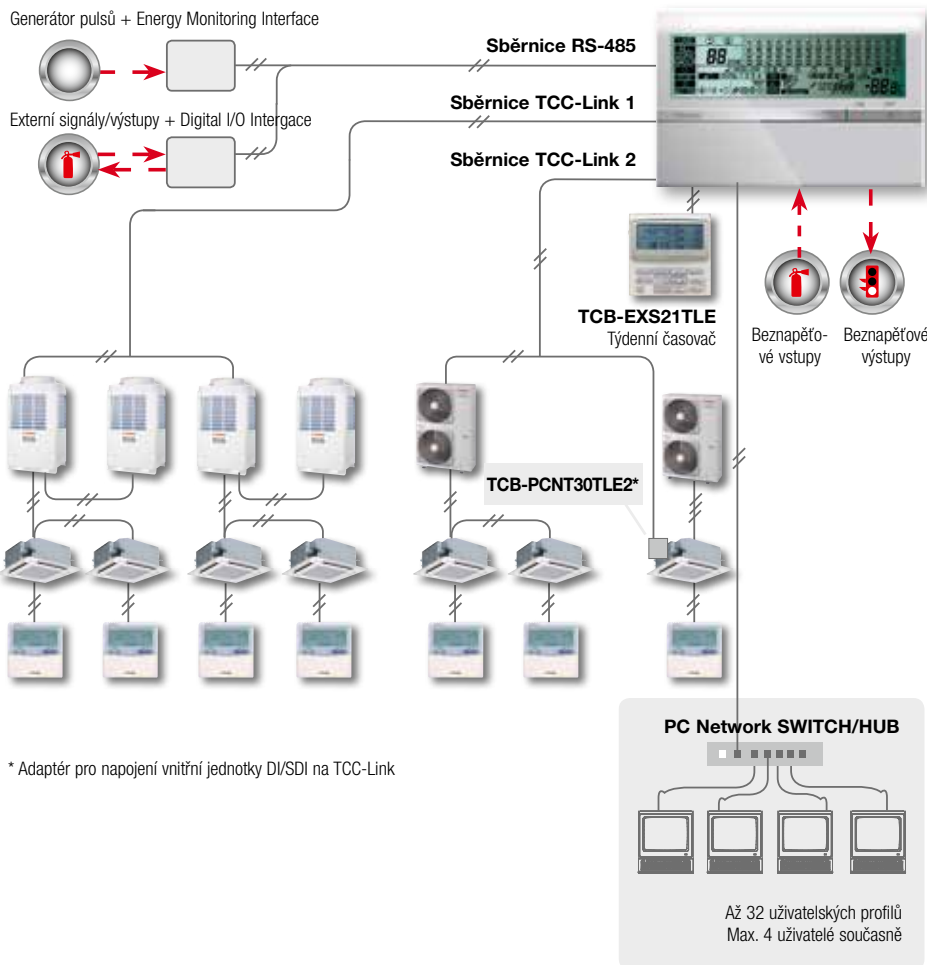 Generátor pulsů + Energy Monitoring Interface
Sběrnice RS-485
Sběrnice TCC-Link 1
Externí signály/výstupy + Digital I/O Intergace
Sběrnice TCC-Link 2
TCB-EXS21TLE
Týdenní časovač
Beznapěťo-
vé vstupy
Beznapěťové
výstupy
TCB-PCNT30TLE2*
PC Network SWITCH/HUB
* Adaptér pro napojení vnitřní jednotky DI/SDI na TCC-Link
Až 32 uživatelských profilů
Max. 4 uživatelé současně